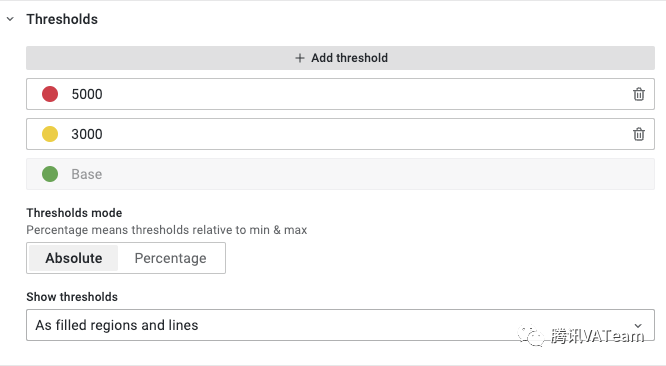 Thresholds
+ Add threshold
5000
3000
Base
Thresholds mode
Percentage means thresholds relative to min & max
Absolute Percentage
Show thresholds
As filled regions and lines
腾讯VATeam